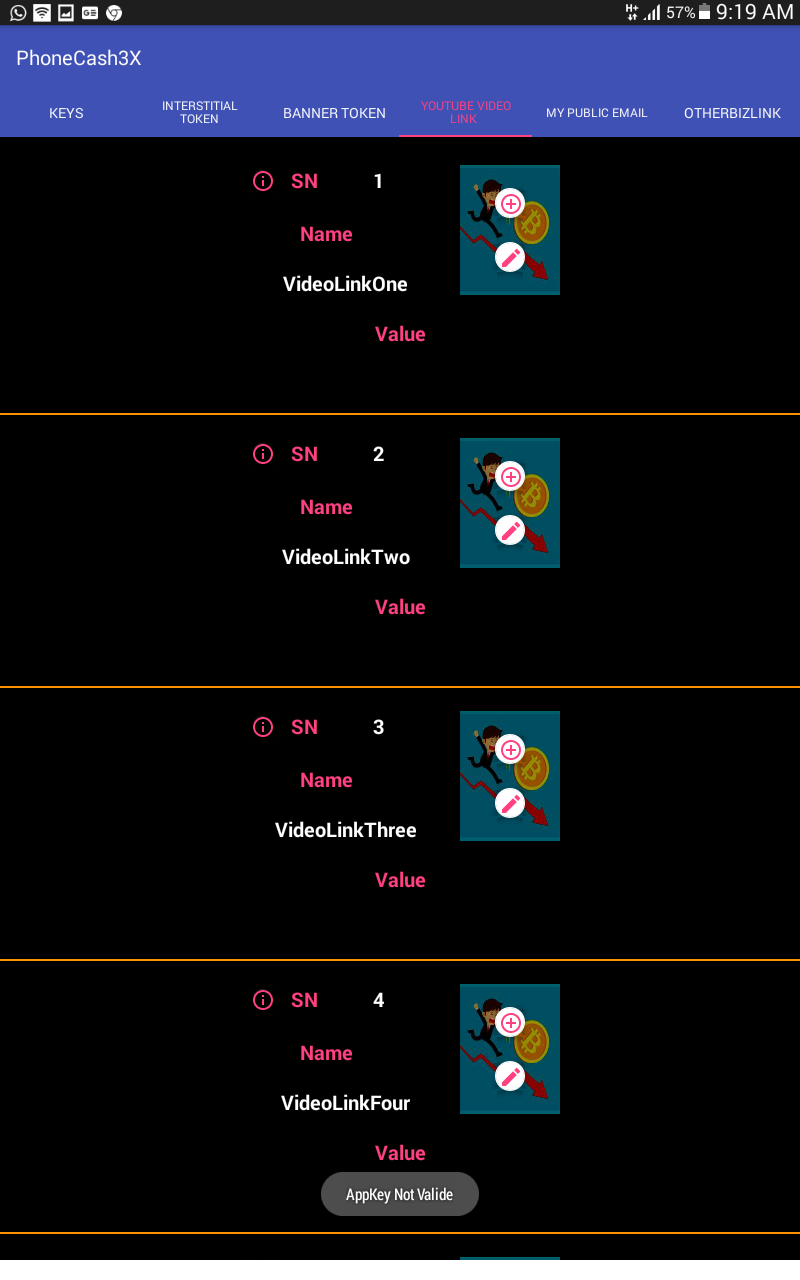 H+ 57% 9:19 AM
PhoneCash3X
KEYS
INTERSTITIAL
TOKEN
BANNER TOKEN
YOUTUBE VIDEO
LINK
MY PUBLIC EMAIL
OTHERBIZLINK
SN 1
Name
VideoLinkOne
Value
SN 2
Name
VideoLinkTwo
Value
SN 3
Name
VideoLinkThree
Value
SN 4
Name
VideoLinkFour
Value
AppKey Not Valide